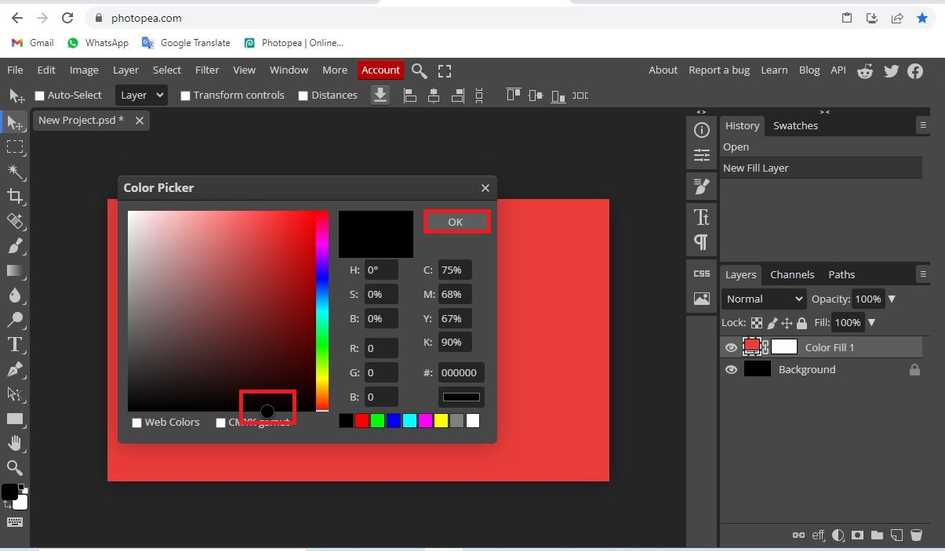 photopea.com
Gmail WhatsApp Google Translate Photopea | Online...
File Edit Image Layer Select Filter View Window More Account About Report a bug Learn Blog API
Auto-Select Layer Transform controls Distances
New Project.psd *
History Swatches
Open
New Fill Layer
Color Picker
OK
H: 0° C: 75%
S: 0% M: 68%
B: 0% Y: 67%
K: 90%
R: 0
G: 0 #: 000000
B: 0
Web Colors
Tt
CSS
Layers Channels Paths
Normal Opacity: 100%
Lock: Fill: 100%
Color Fill 1
Background
eff